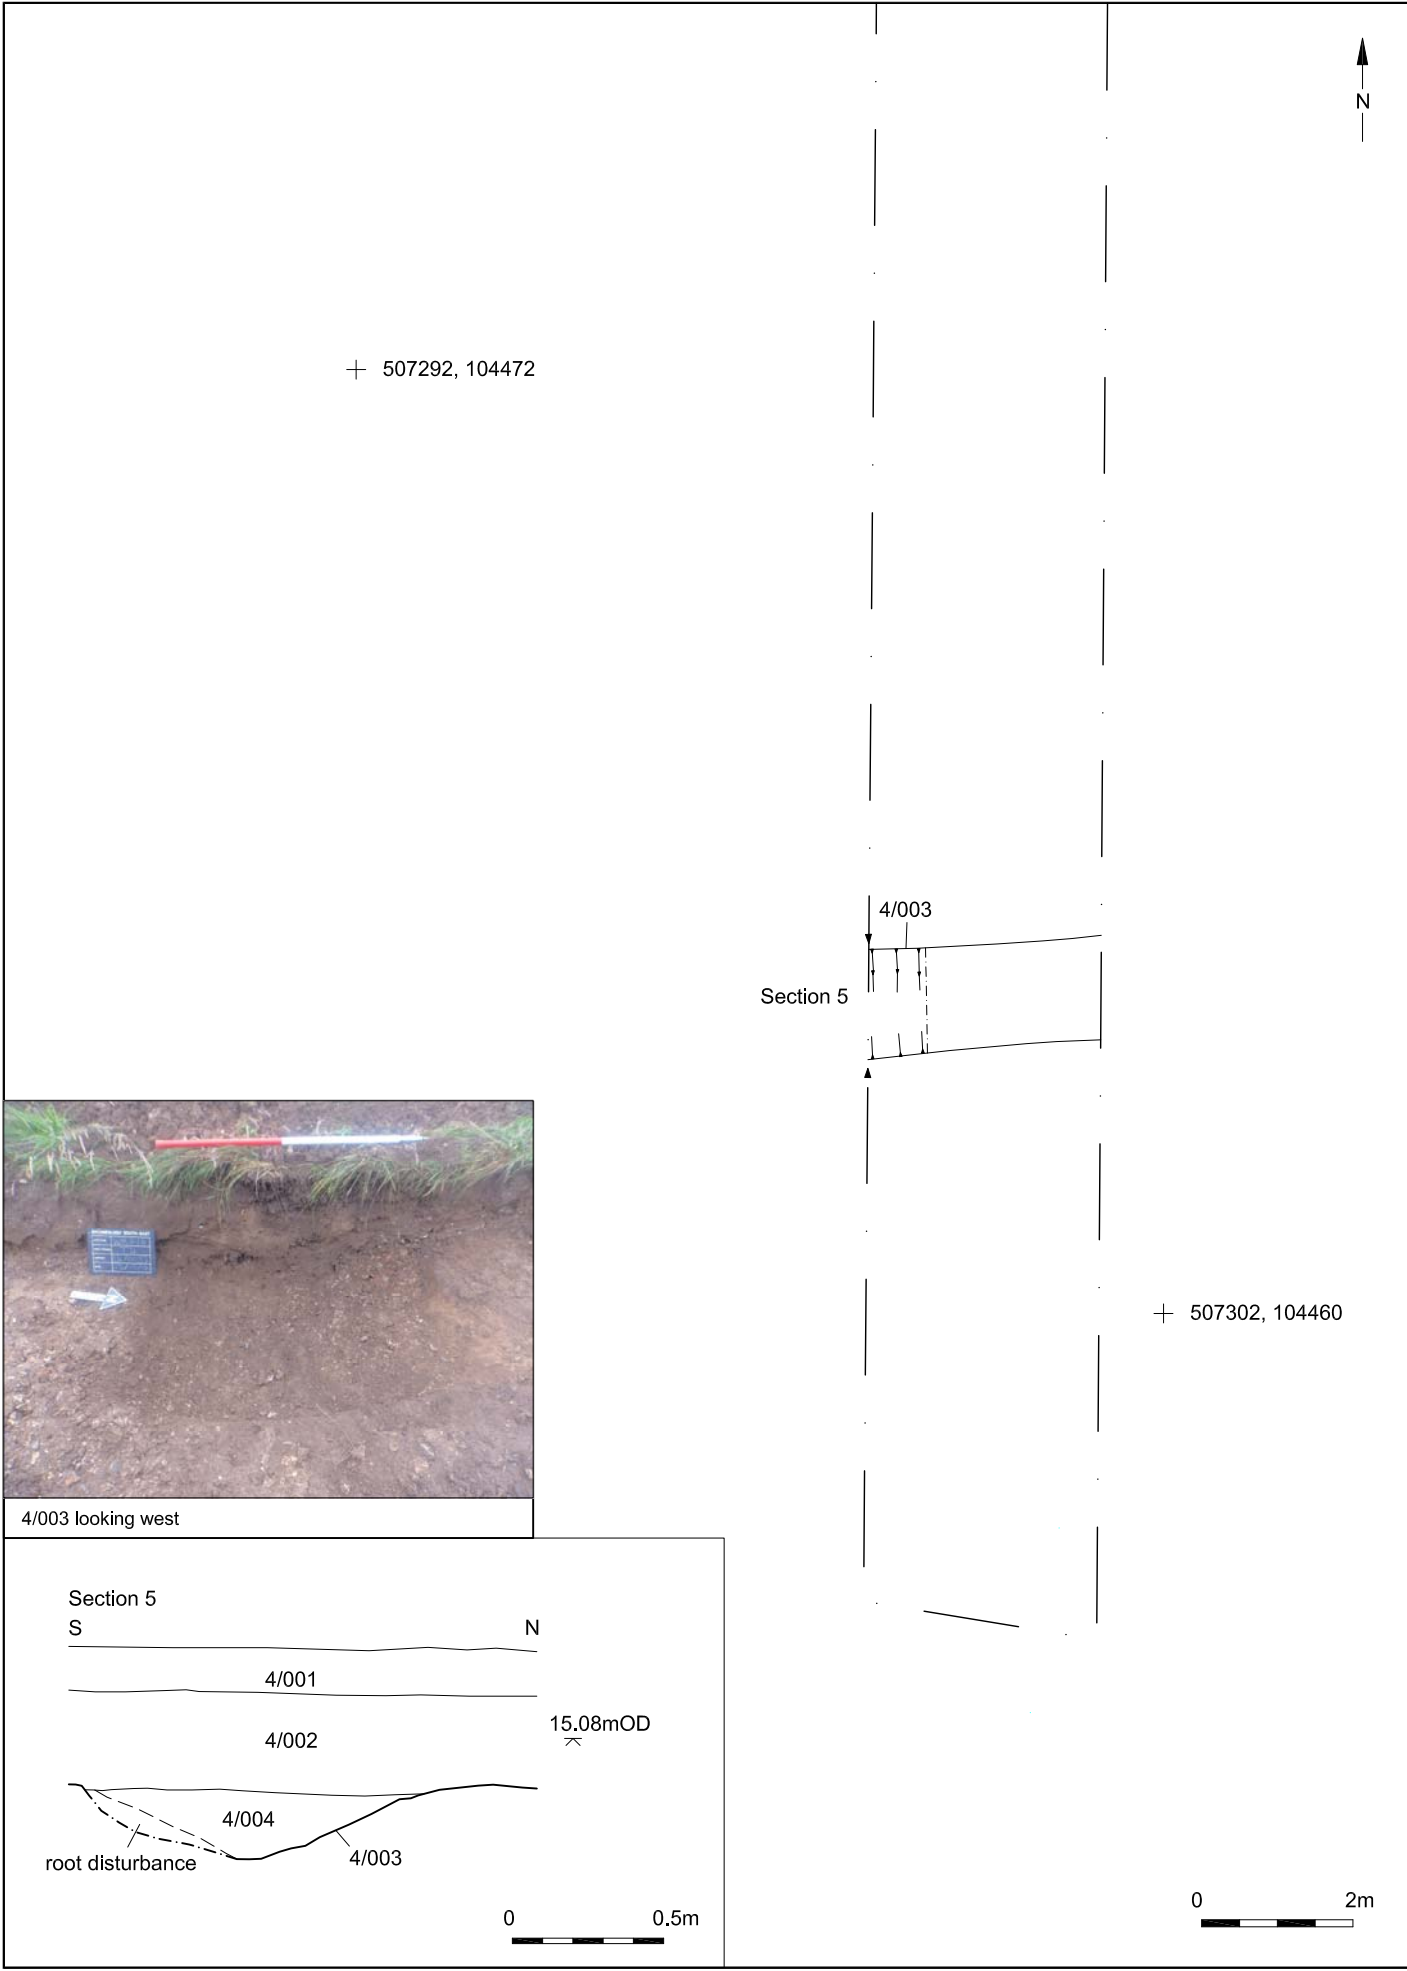 N
507292, 104472
4/003
Section 5
507302, 104460
4/003 looking west
Section 5
S N
4/001
15.08mOD
4/002
4/004
4/003
root disturbance
0 0.5m
0 2m